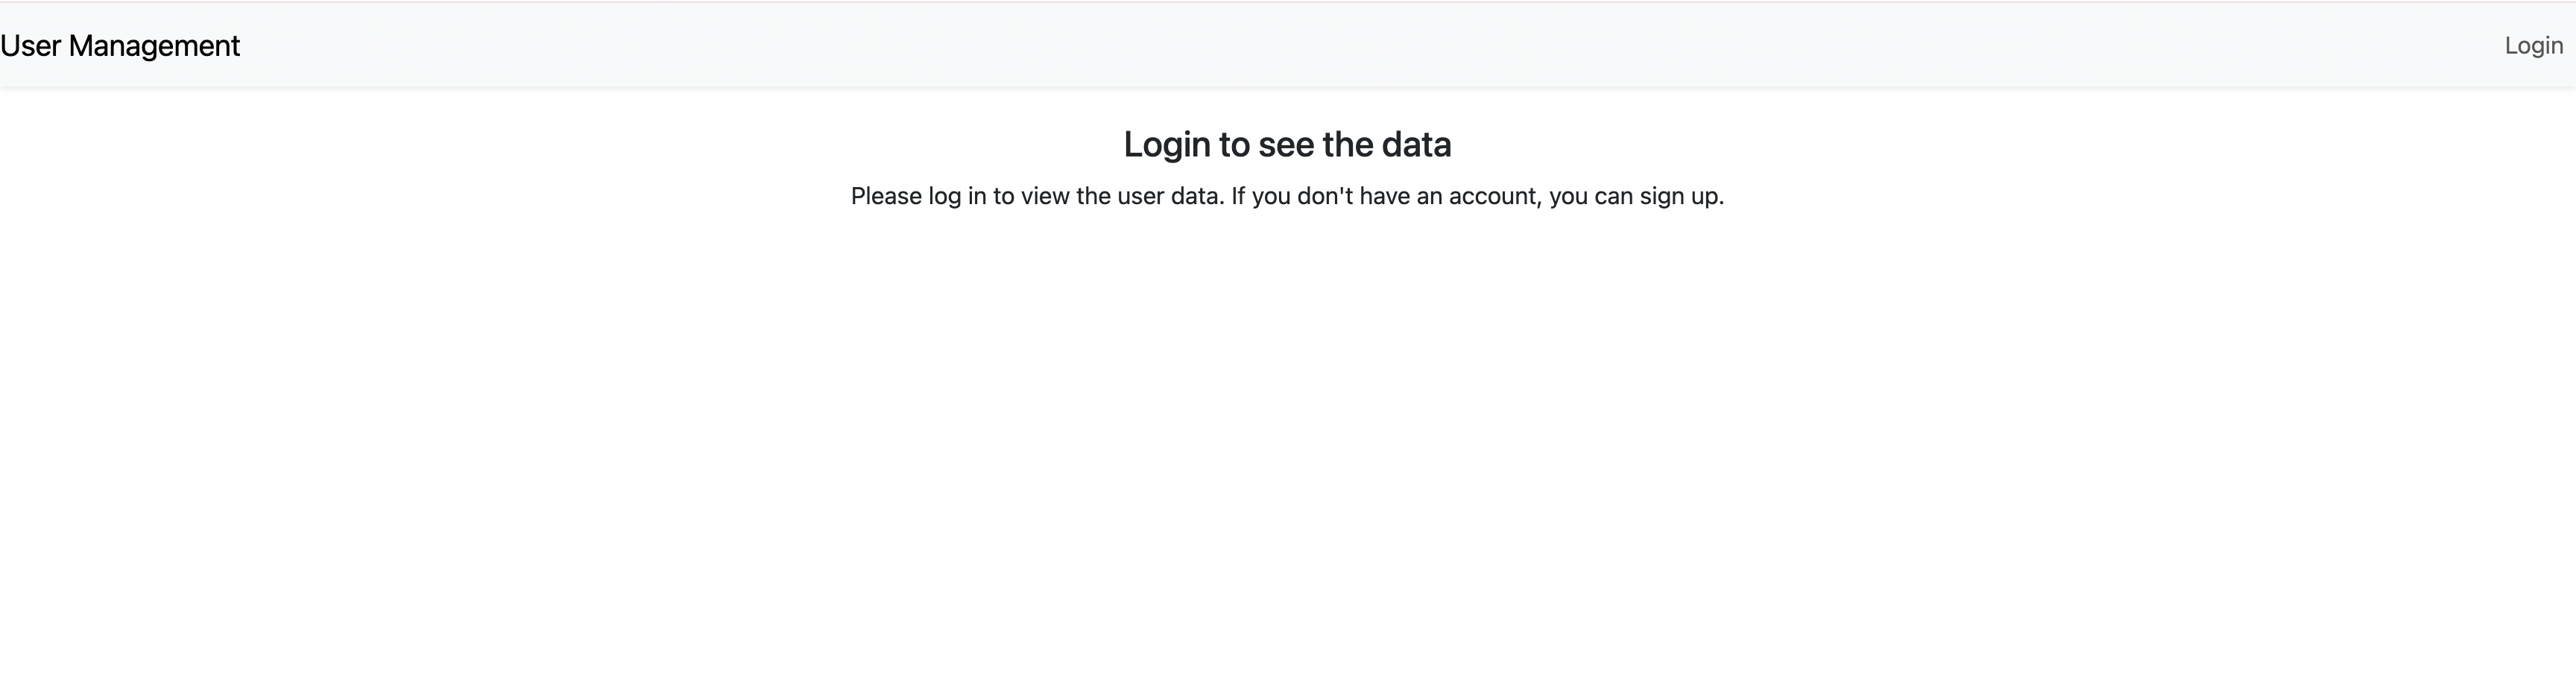 User Management
Login
Login to see the data
Please log in to view the user data. If you don't have an account, you can sign up.